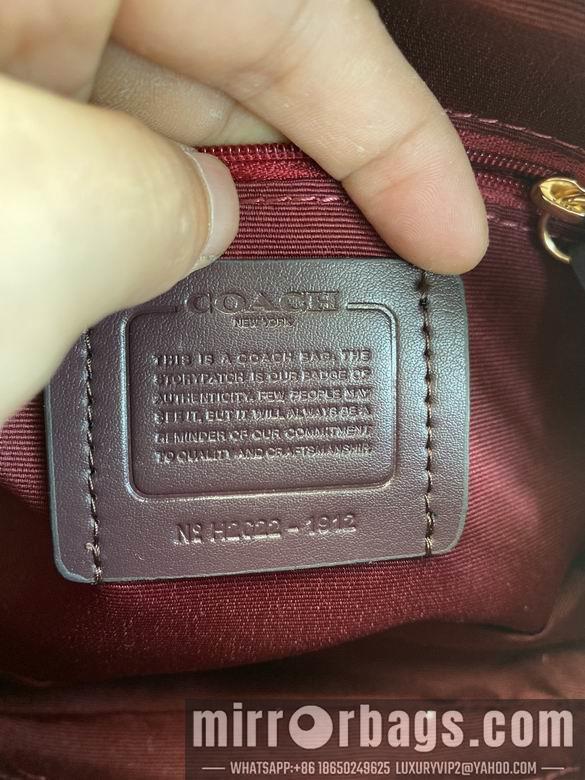 COACH
NEW YORK
THIS IS A COACH BAG. THE
STORYPATCH IS OUR BADGE OF
AUTHENTICITY. FEW PEOPLE MAY
SEE IT, BUT IT WILL ALWAYS BE A
REMINDER OF OUR COMMITMENT
TO QUALITY AND CRAFTSMANSHIP.
Nº H2022-1912
mirrorbags.com
WHATSAPP:+86 18650249625 LUXURYVIP2@YAHOO.COM